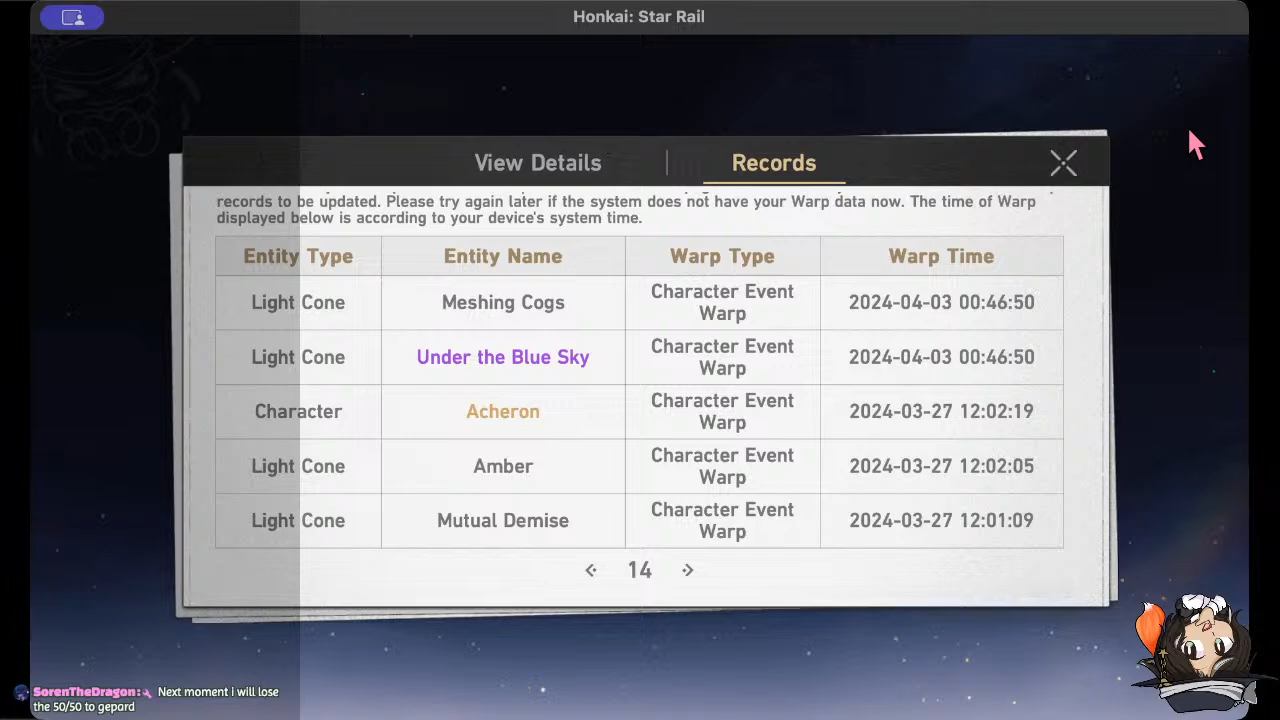 Honkai: Star Rail
View Details
Records
records to be updated. Please try again later if the system does not have your Warp data now. The time of Warp
displayed below is according to your device's system time.
Entity Type Entity Name Warp Type Warp Time
Light Cone Meshing Cogs Character Event Warp 2024-04-03 00:46:50
Light Cone Under the Blue Sky Character Event Warp 2024-04-03 00:46:50
Character Acheron Character Event Warp 2024-03-27 12:02:19
Light Cone Amber Character Event Warp 2024-03-27 12:02:05
Light Cone Mutual Demise Character Event Warp 2024-03-27 12:01:09
14
SorenTheDragon: Next moment i will lose
the 50/50 to gepard